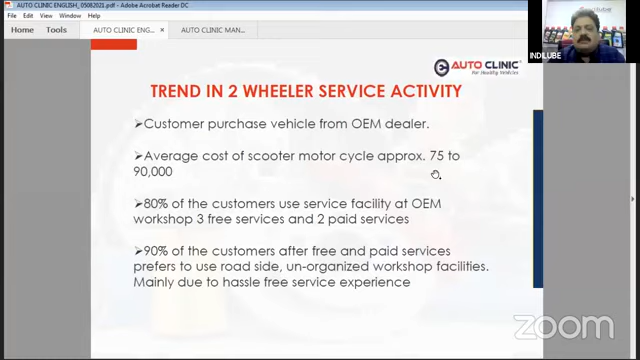 AUTO CLINIC ENGLISH_05082021.pdf - Adobe Acrobat Reader DC
File Edit View Window Help
Home Tools AUTO CLINIC ENG... × AUTO CLINIC MAN...
INDILUBE
AUTO CLINIC
For Healthy Vehicles
TREND IN 2 WHEELER SERVICE ACTIVITY
➢Customer purchase vehicle from OEM dealer.
➢Average cost of scooter motor cycle approx. 75 to
90,000
➢80% of the customers use service facility at OEM
workshop 3 free services and 2 paid services
➢90% of the customers after free and paid services
prefers to use road side, un-organized workshop facilities.
Mainly due to hassle free service experience
zoom